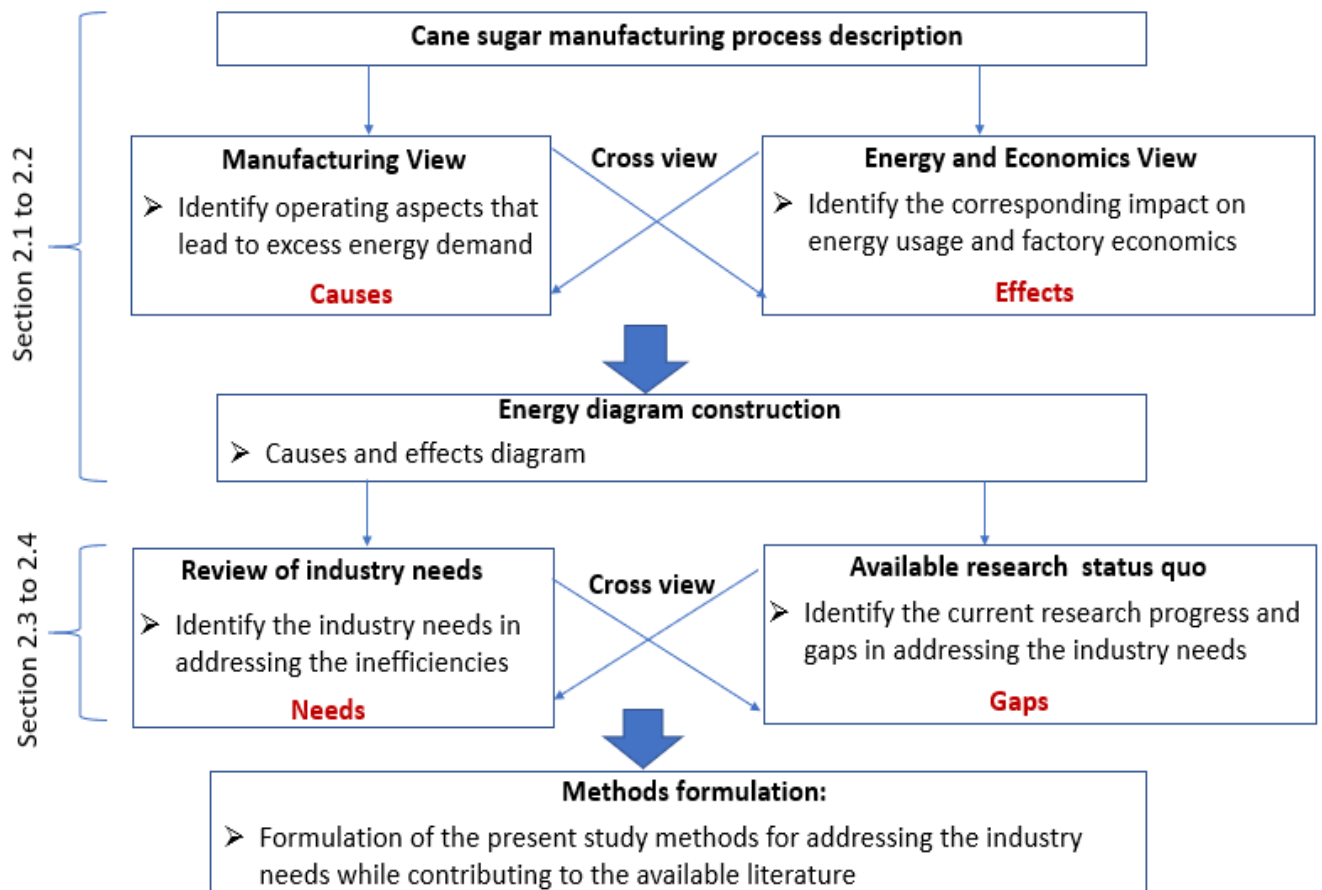 Cane sugar manufacturing process description
Section 2.1 to 2.2
Manufacturing View
➢ Identify operating aspects that
lead to excess energy demand
Causes
Cross view
Energy and Economics View
➢ Identify the corresponding impact on
energy usage and factory economics
Effects
Energy diagram construction
➢ Causes and effects diagram
Section 2.3 to 2.4
Review of industry needs
➢ Identify the industry needs in
addressing the inefficiencies
Needs
Cross view
Available research status quo
➢ Identify the current research progress and
gaps in addressing the industry needs
Gaps
Methods formulation:
➢ Formulation of the present study methods for addressing the industry
needs while contributing to the available literature